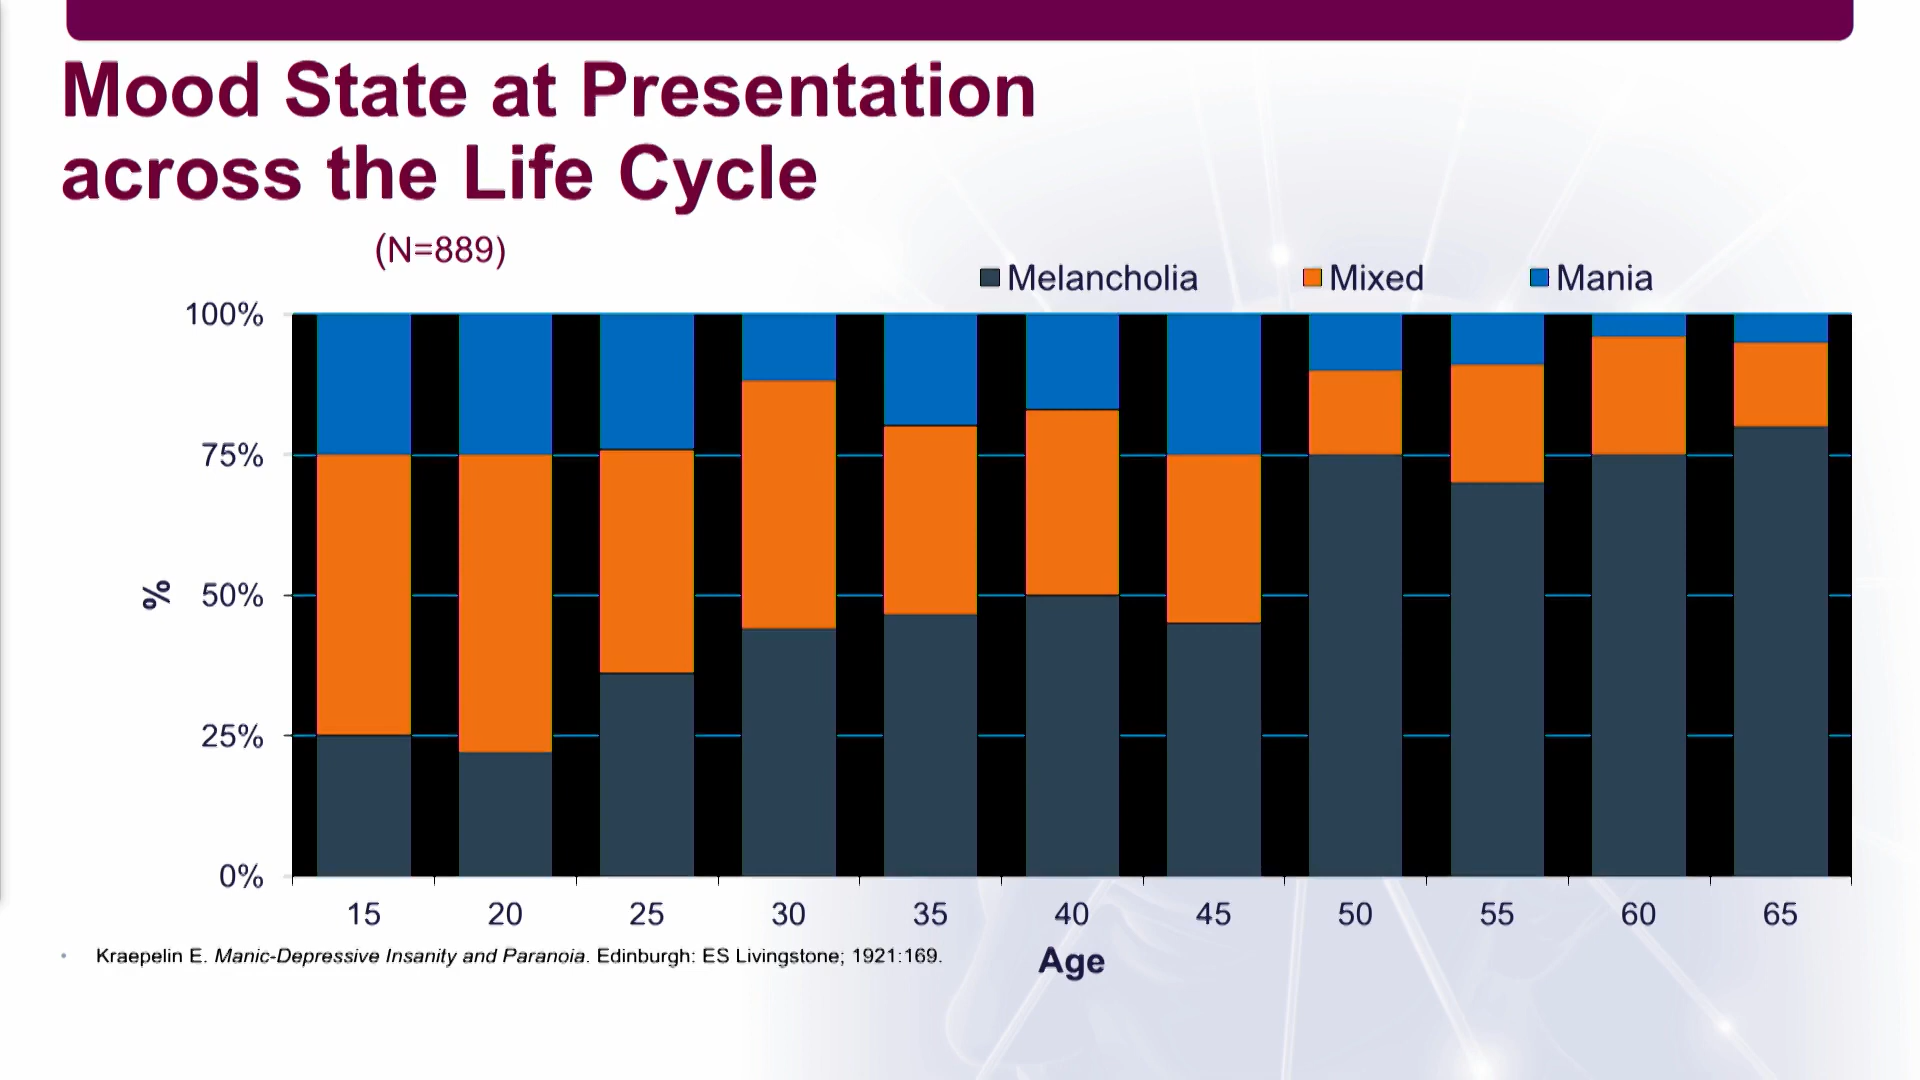 Mood State at Presentation
across the Life Cycle
(N=889)
Melancholia Mixed Mania
100%
75%
50%
25%
0%
%
15 20 25 30 35 40 45 50 55 60 65
Age
• Kraepelin E. Manic-Depressive Insanity and Paranoia. Edinburgh: ES Livingstone; 1921:169.